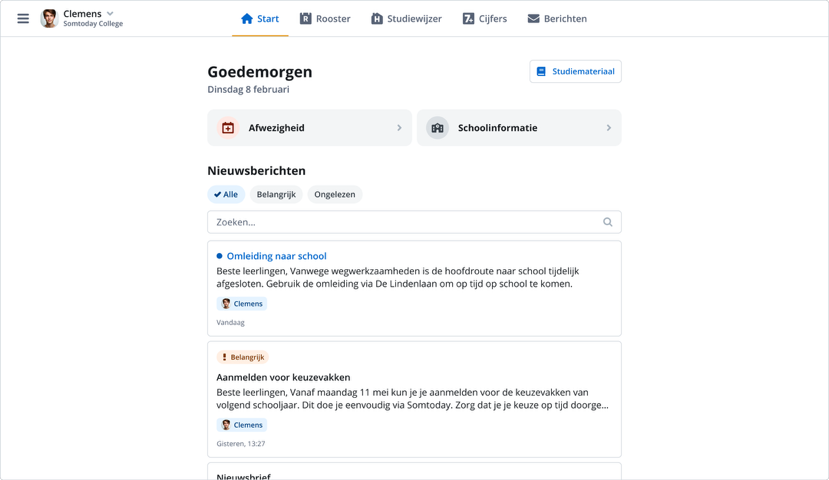 Clemens
Somtoday College
Start
Rooster
Studiewijzer
Cijfers
Berichten
Goedemorgen
Dinsdag 8 februari
Studiemateriaal
Afwezigheid
Schoolinformatie
Nieuwsberichten
Alle
Belangrijk
Ongelezen
Zoeken...
Omleiding naar school
Beste leerlingen, Vanwege wegwerkzaamheden is de hoofdroute naar school tijdelijk
afgesloten. Gebruik de omleiding via De Lindenlaan om op tijd op school te komen.
Clemens
Vandaag
Belangrijk
Aanmelden voor keuzevakken
Beste leerlingen, Vanaf maandag 11 mei kun je je aanmelden voor de keuzevakken van
volgend schooljaar. Dit doe je eenvoudig via Somtoday. Zorg dat je je keuze op tijd doorge...
Clemens
Gisteren, 13:27
Nieuwsbrief